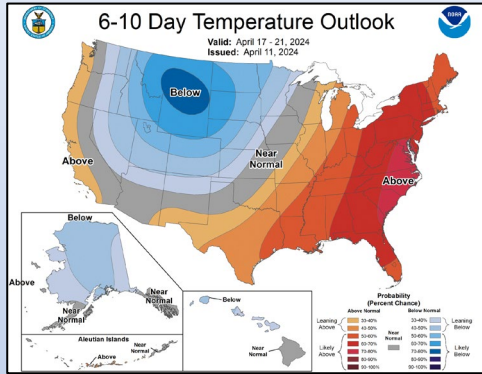 6-10 Day Temperature Outlook
Valid: April 17 - 21, 2024
Issued: April 11, 2024
NOAA
Below
Above
Near
Normal
Above
Below
Above
Near
Normal
Near
Normal
Aleutian Islands
Near
Normal
Above
Below
Near
Normal
Probability
(Percent Chance)
Above Normal
Below Normal
Leaning
Above
33-40%
40-50%
Near
Normal
33-40%
40-50%
Leaning
Below
Likely
Above
50-60%
60-70%
70-80%
80-90%
90-100%
50-60%
60-70%
70-80%
80-90%
90-100%
Likely
Below